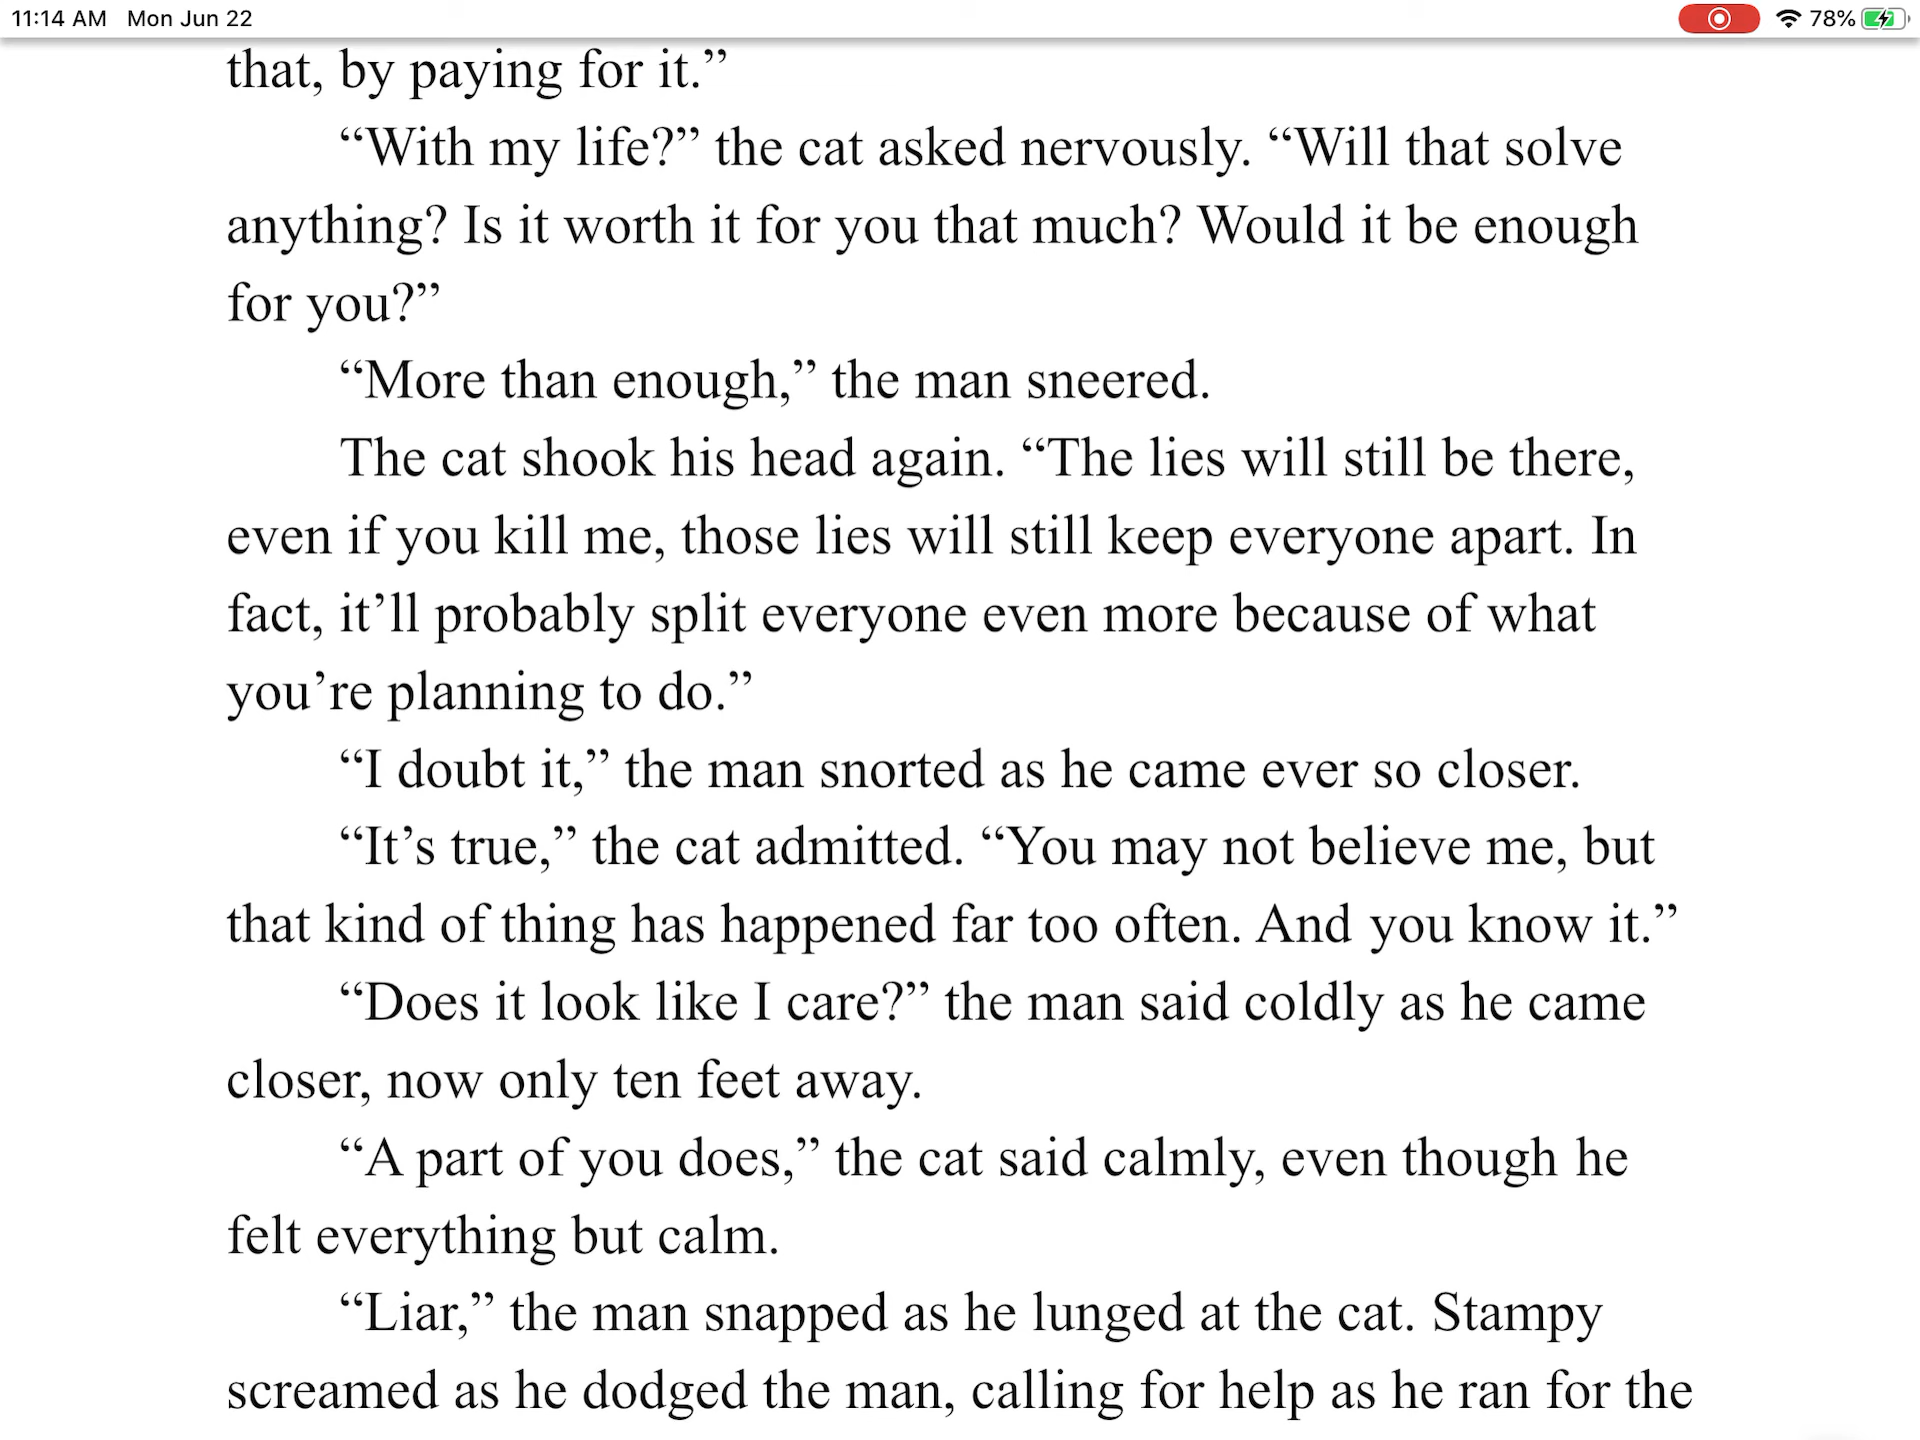 11:14 AM Mon Jun 22
78%
that, by paying for it.”
“With my life?” the cat asked nervously. “Will that solve
anything? Is it worth it for you that much? Would it be enough
for you?”
“More than enough,” the man sneered.
The cat shook his head again. “The lies will still be there,
even if you kill me, those lies will still keep everyone apart. In
fact, it’ll probably split everyone even more because of what
you’re planning to do.”
“I doubt it,” the man snorted as he came ever so closer.
“It’s true,” the cat admitted. “You may not believe me, but
that kind of thing has happened far too often. And you know it.”
“Does it look like I care?” the man said coldly as he came
closer, now only ten feet away.
“A part of you does,” the cat said calmly, even though he
felt everything but calm.
“Liar,” the man snapped as he lunged at the cat. Stampy
screamed as he dodged the man, calling for help as he ran for the